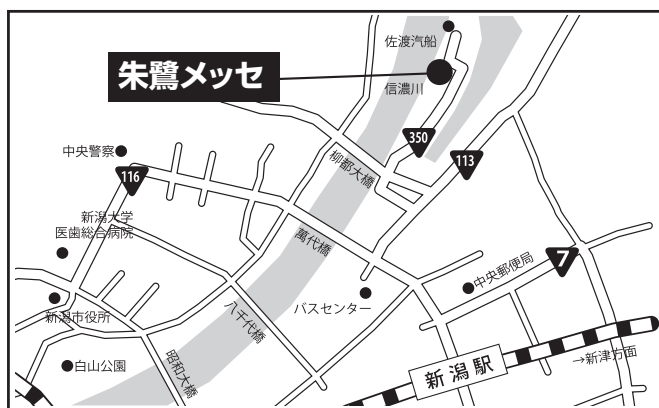 佐渡汽船
朱鷺メッセ
信濃川
350
中央警察
柳都大橋
113
116
新潟大学
医歯総合病院
萬代橋
7
中央郵便局
バスセンター
八千代橋
新潟市役所
昭和大橋
白山公園
新潟駅
→新津方面